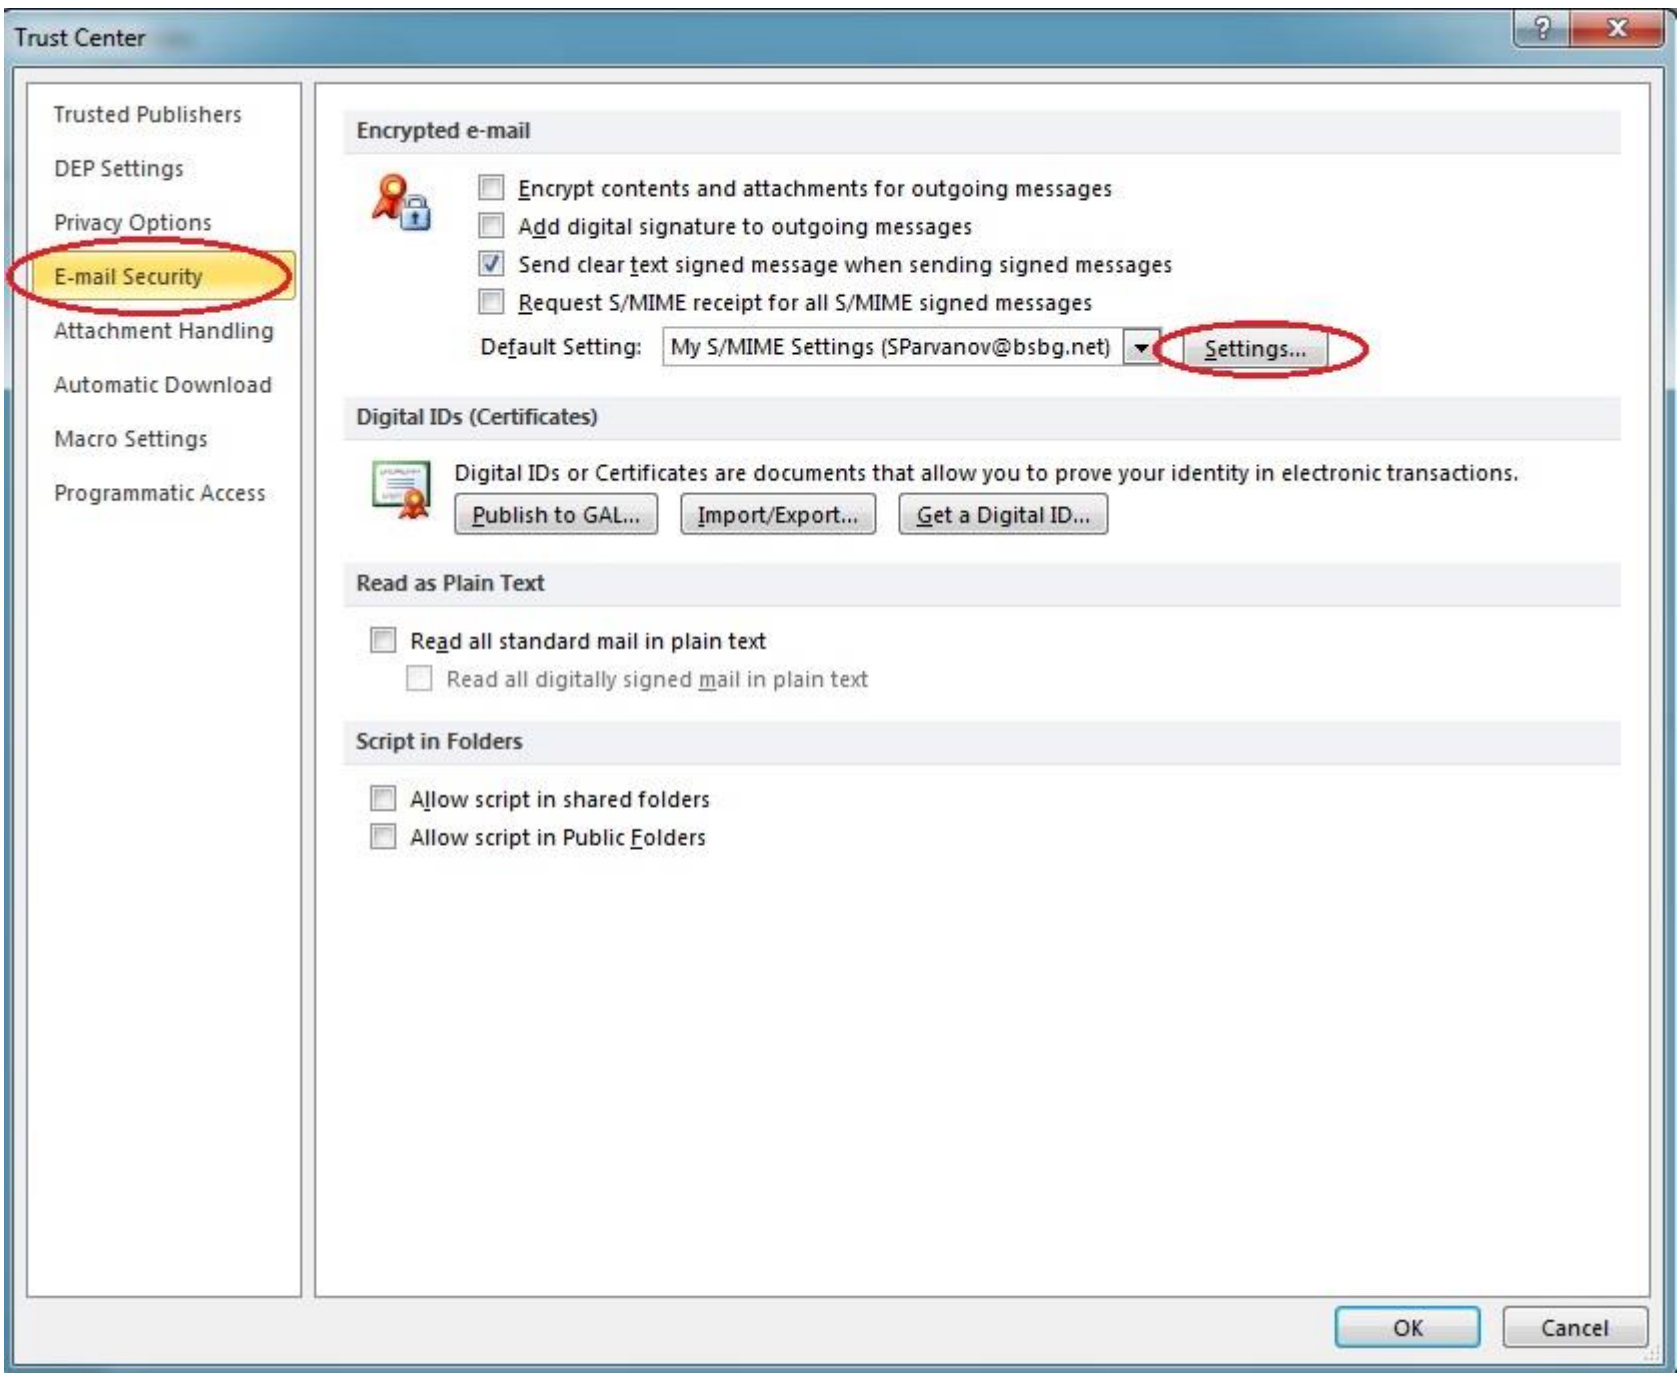 Trust Center
Trusted Publishers
DEP Settings
Privacy Options
E-mail Security
Attachment Handling
Automatic Download
Macro Settings
Programmatic Access
Encrypted e-mail
Encrypt contents and attachments for outgoing messages
Add digital signature to outgoing messages
Send clear text signed message when sending signed messages
Request S/MIME receipt for all S/MIME signed messages
Default Setting: My S/MIME Settings (SParvanov@bsbg.net) Settings...
Digital IDs (Certificates)
Digital IDs or Certificates are documents that allow you to prove your identity in electronic transactions.
Publish to GAL... Import/Export... Get a Digital ID...
Read as Plain Text
Read all standard mail in plain text
Read all digitally signed mail in plain text
Script in Folders
Allow script in shared folders
Allow script in Public Folders
OK Cancel